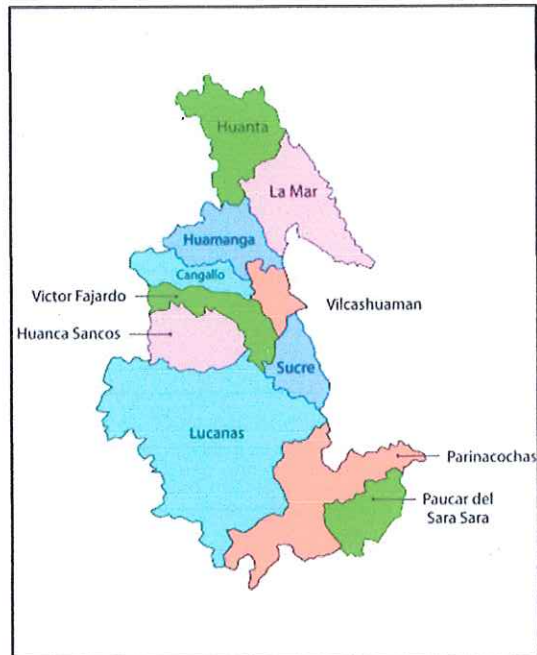 Huanta
La Mar
Huamanga
Cangallo
Victor Fajardo
Vilcashuaman
Huanca Sancos
Sucre
Lucanas
Parinacochas
Paucar del
Sara Sara